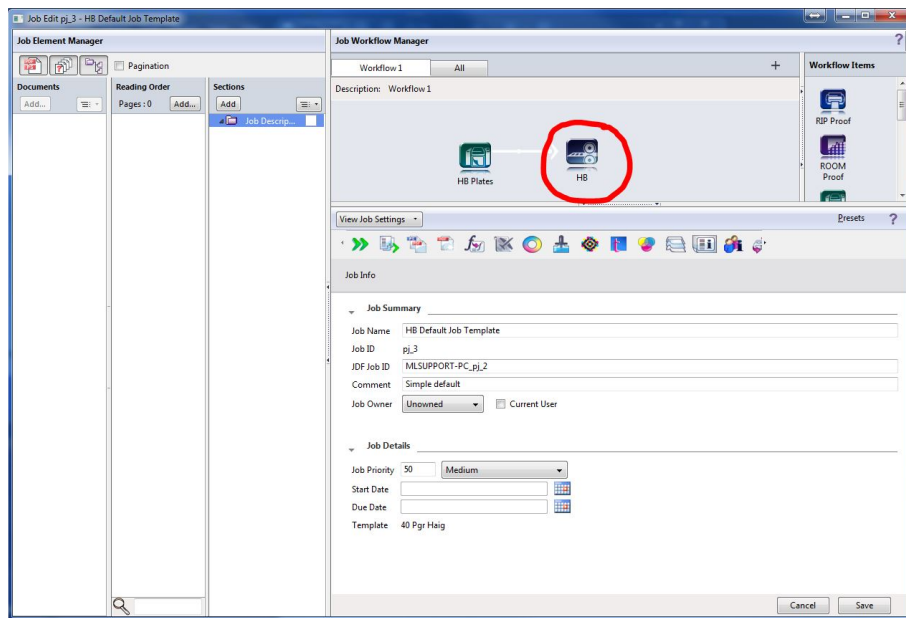 Job Edit pj_3 - HB Default Job Template
Job Element Manager
Pagination
Documents
Add...
Reading Order
Pages : 0
Add...
Sections
Add
Job Descrip...
Job Workflow Manager
?
Workflow 1
All
+
Description: Workflow 1
HB Plates
HB
Workflow Items
RIP Proof
ROOM
Proof
View Job Settings
Presets
?
Job Info
Job Summary
Job Name HB Default Job Template
Job ID pj_3
JDF Job ID MLSUPPORT-PC_pj_2
Comment Simple default
Job Owner Unowned Current User
Job Details
Job Priority 50 Medium
Start Date
Due Date
Template 40 Pgr Haig
Cancel Save